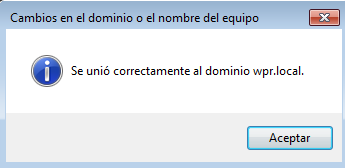 Cambios en el dominio o el nombre del equipo
Se unió correctamente al dominio wpr.local.
Aceptar